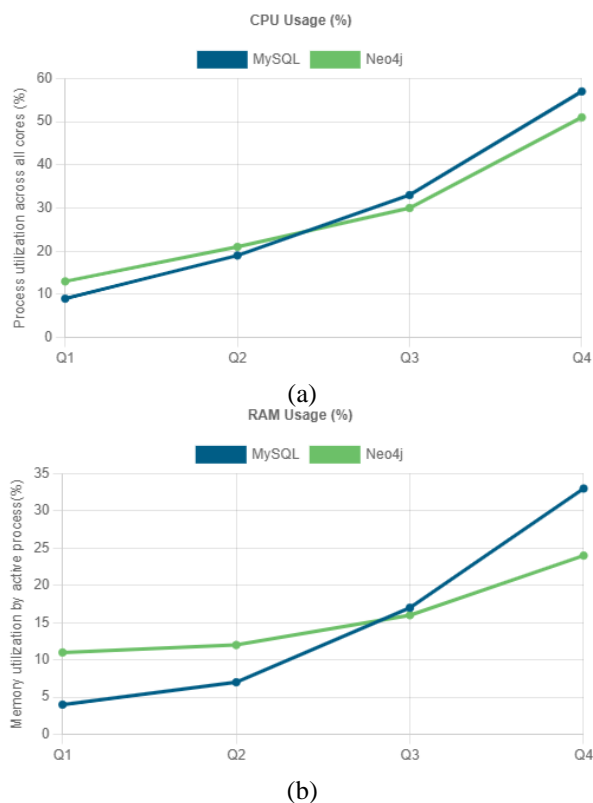 CPU Usage (%)
MySQL Neo4j
Process utilization across all cores (%)
60
50
40
30
20
10
0
Q1 Q2 Q3 Q4
(a)
RAM Usage (%)
MySQL Neo4j
Memory utilization by active process(%)
35
30
25
20
15
10
5
0
Q1 Q2 Q3 Q4
(b)